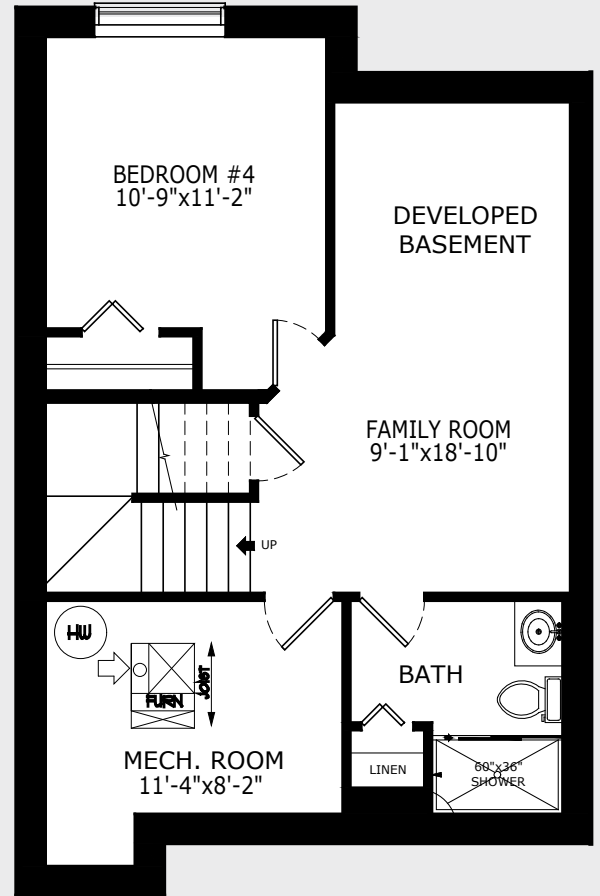 BEDROOM #4
10'-9"x11'-2"
DEVELOPED
BASEMENT
FAMILY ROOM
9'-1"x18'-10"
UP
HW
FURN
JOIST
BATH
MECH. ROOM
11'-4"x8'-2"
LINEN
60"x36"
SHOWER